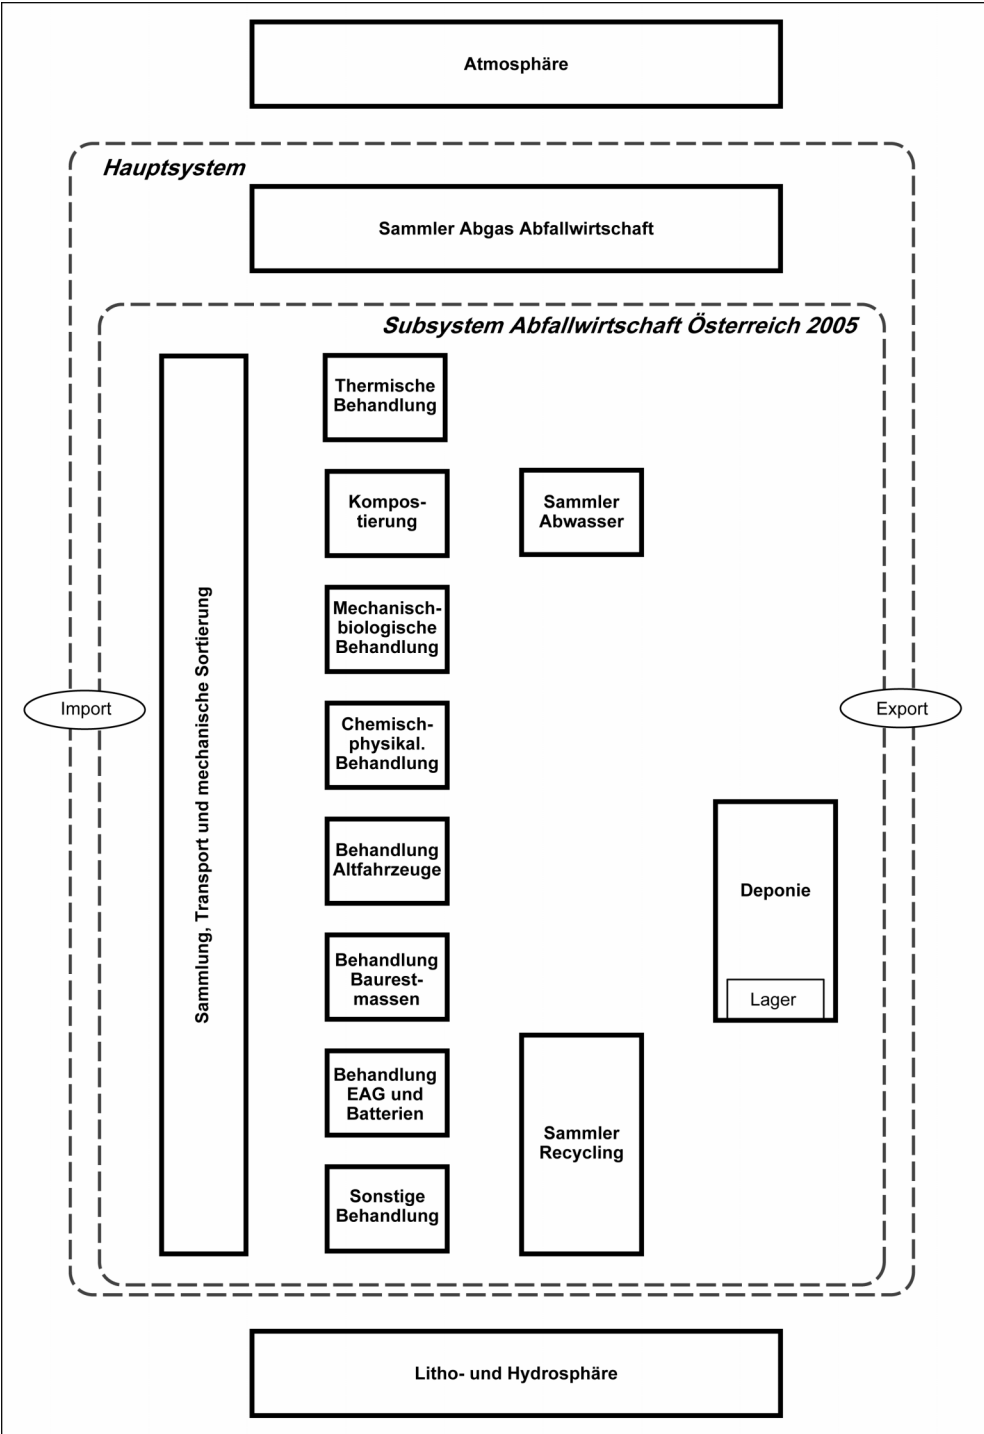 Atmosphäre
Hauptsystem
Sammler Abgas Abfallwirtschaft
Subsystem Abfallwirtschaft Österreich 2005
Sammlung, Transport und mechanische Sortierung
Thermische
Behandlung
Kompos-
tierung
Sammler
Abwasser
Mechanisch-
biologische
Behandlung
Import
Export
Chemisch-
physikal.
Behandlung
Behandlung
Altfahrzeuge
Deponie
Lager
Behandlung
Baurest-
massen
Behandlung
EAG und
Batterien
Sammler
Recycling
Sonstige
Behandlung
Litho- und Hydrosphäre